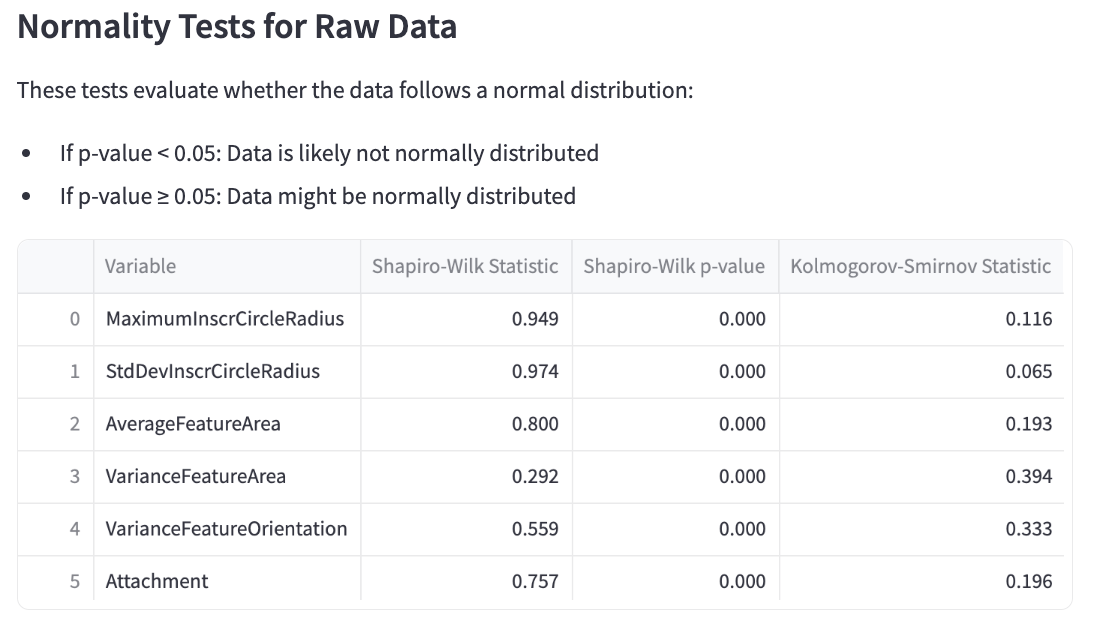 Normality Tests for Raw Data
These tests evaluate whether the data follows a normal distribution:
• If p-value < 0.05: Data is likely not normally distributed
• If p-value ≥ 0.05: Data might be normally distributed
Variable Shapiro-Wilk Statistic Shapiro-Wilk p-value Kolmogorov-Smirnov Statistic
0 MaximumInscrCircleRadius 0.949 0.000 0.116
1 StdDevInscrCircleRadius 0.974 0.000 0.065
2 AverageFeatureArea 0.800 0.000 0.193
3 VarianceFeatureArea 0.292 0.000 0.394
4 VarianceFeatureOrientation 0.559 0.000 0.333
5 Attachment 0.757 0.000 0.196